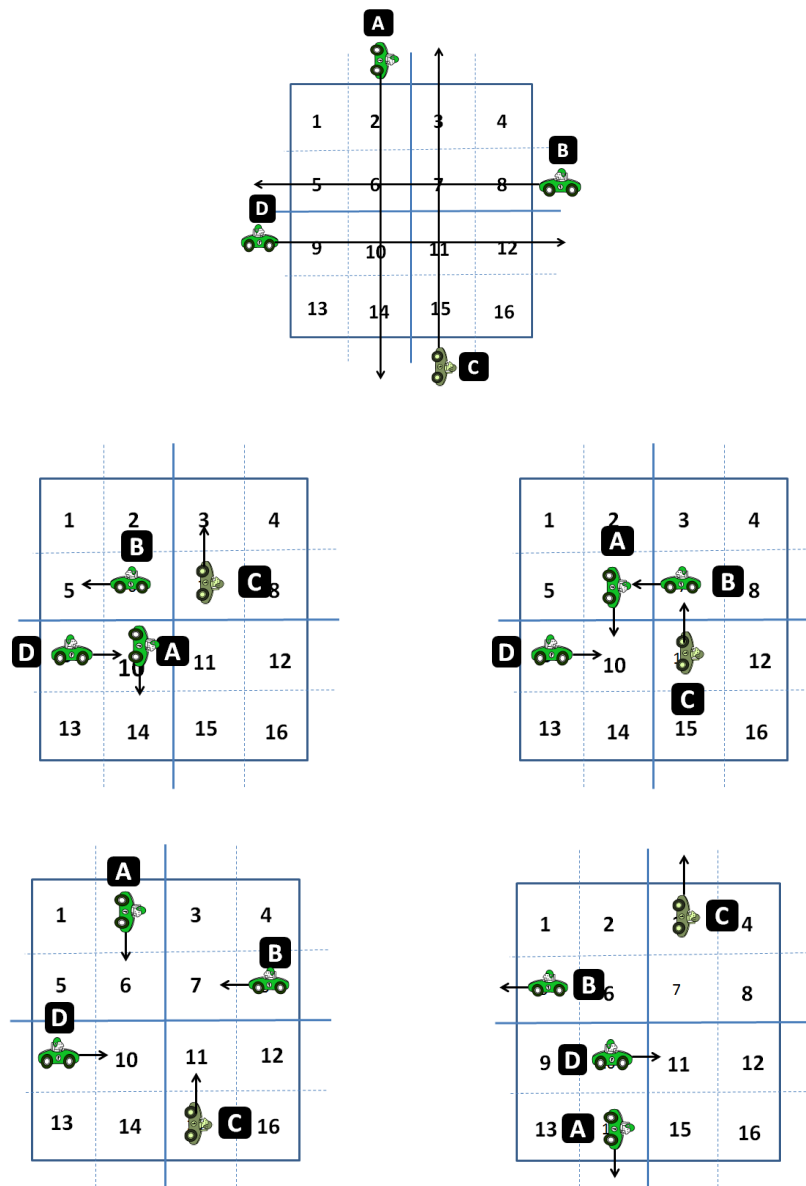 A
1 2 3 4
B
5 6 7 8
D
9 10 11 12
13 14 15 16
C
1 2 3 4
B
5 C 8
D 10 A 11 12
13 14 15 16
1 2 3 4
A
5 B 8
D 10 12
C
13 14 15 16
A
1 3 4
B
5 6 7
D
10 11 12
13 14 C 16
1 2 C 4
B 6 7 8
9 D 11 12
13 A 15 16